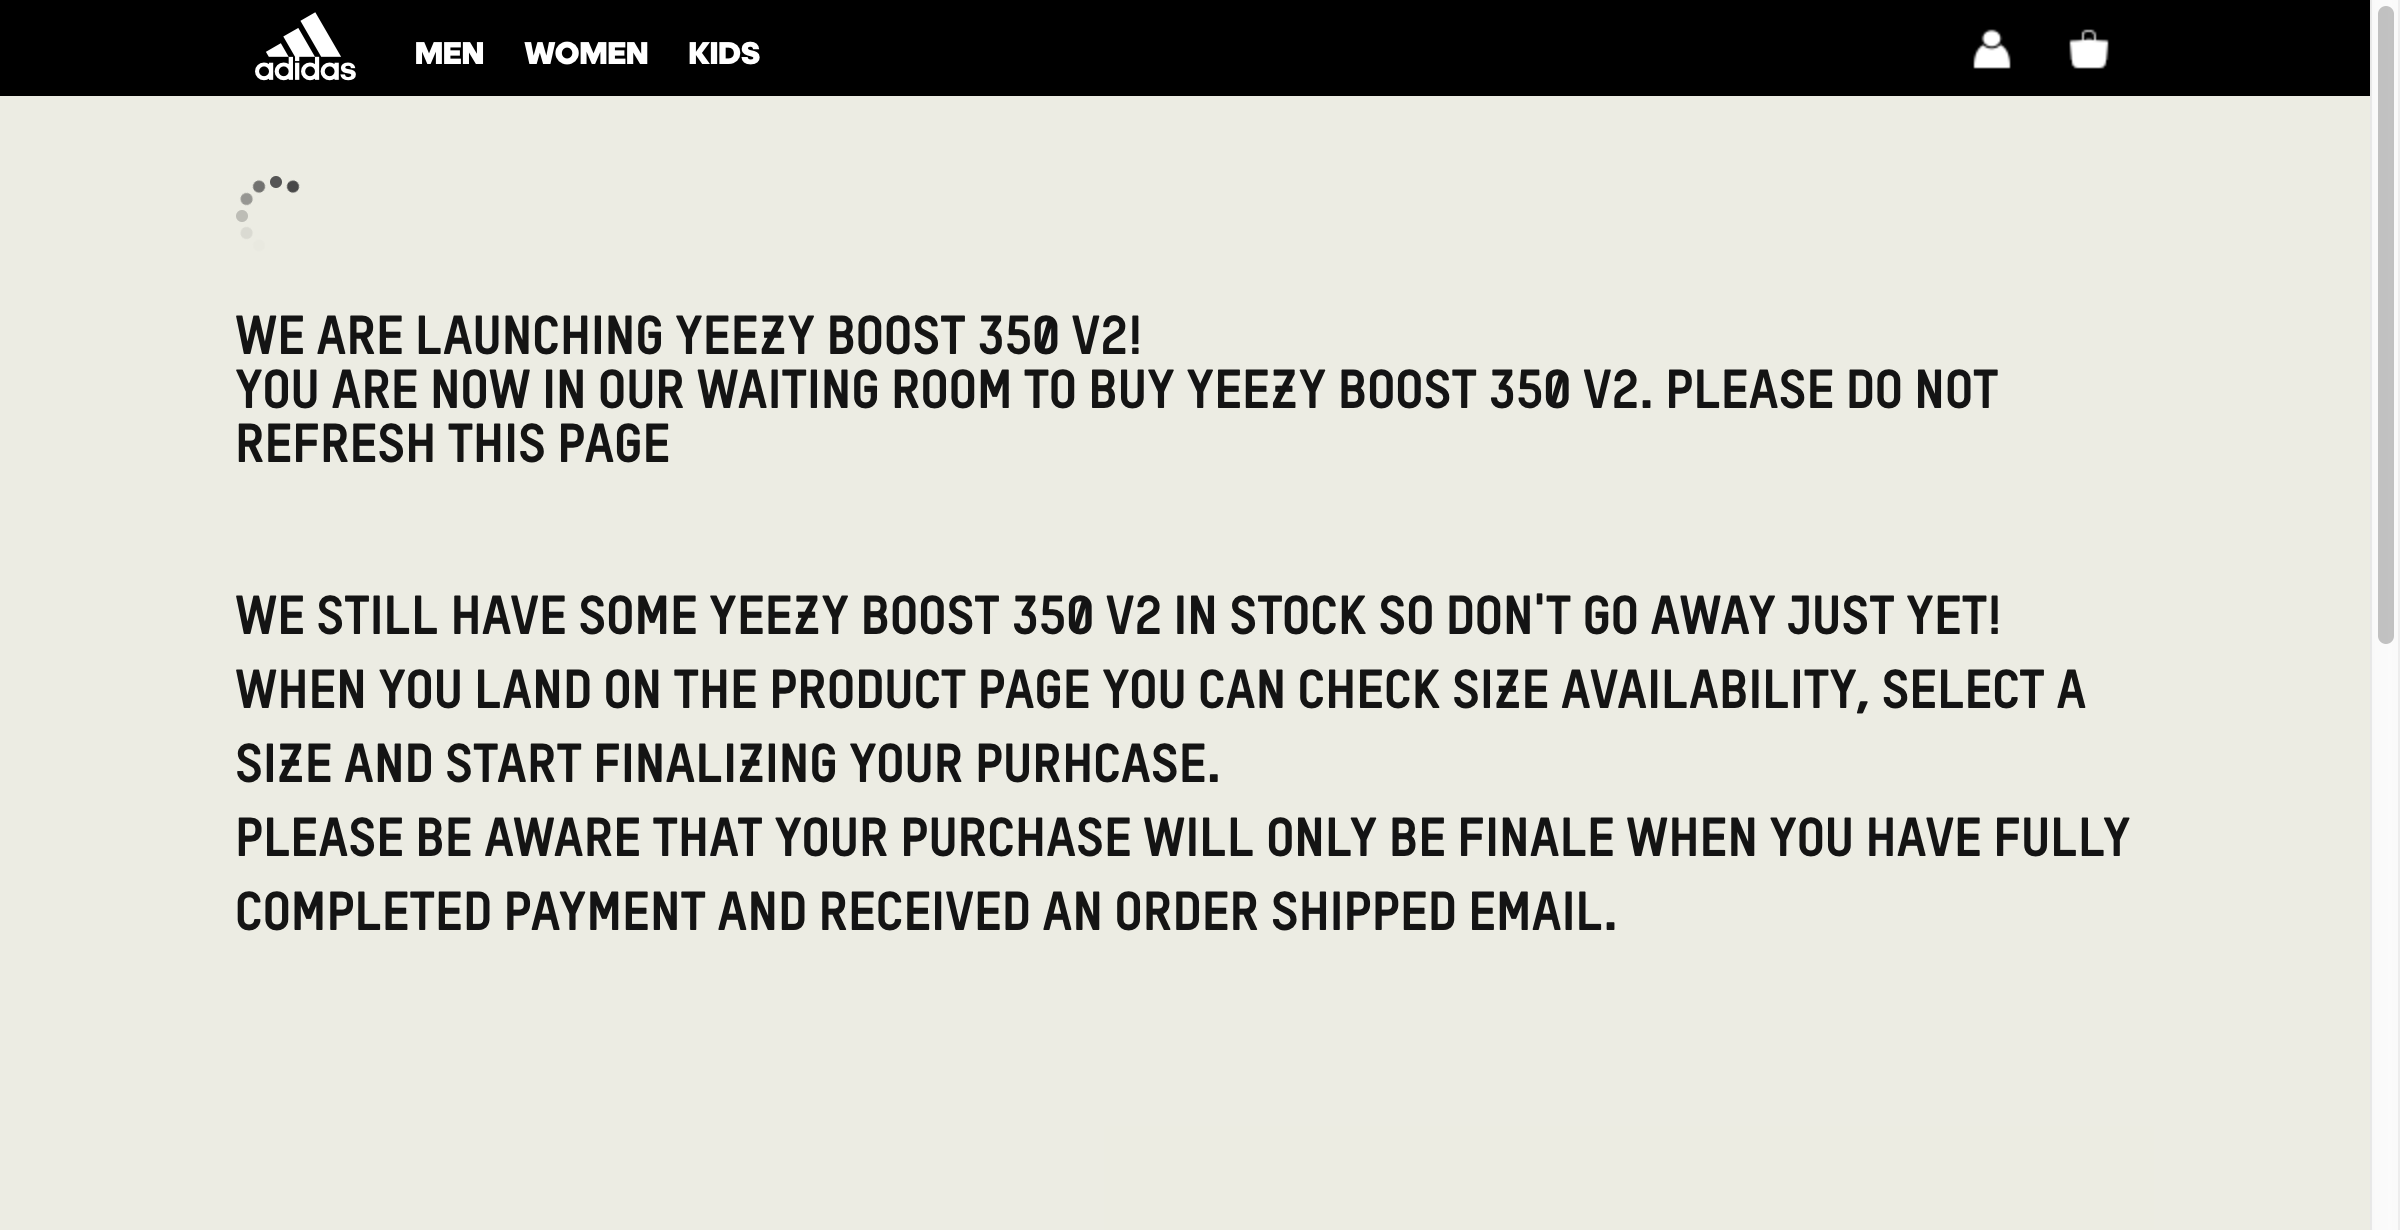 adidas
MEN WOMEN KIDS
WE ARE LAUNCHING YEEZY BOOST 350 V2!
YOU ARE NOW IN OUR WAITING ROOM TO BUY YEEZY BOOST 350 V2. PLEASE DO NOT
REFRESH THIS PAGE
WE STILL HAVE SOME YEEZY BOOST 350 V2 IN STOCK SO DON'T GO AWAY JUST YET!
WHEN YOU LAND ON THE PRODUCT PAGE YOU CAN CHECK SIZE AVAILABILITY, SELECT A
SIZE AND START FINALIZING YOUR PURHCASE.
PLEASE BE AWARE THAT YOUR PURCHASE WILL ONLY BE FINALE WHEN YOU HAVE FULLY
COMPLETED PAYMENT AND RECEIVED AN ORDER SHIPPED EMAIL.